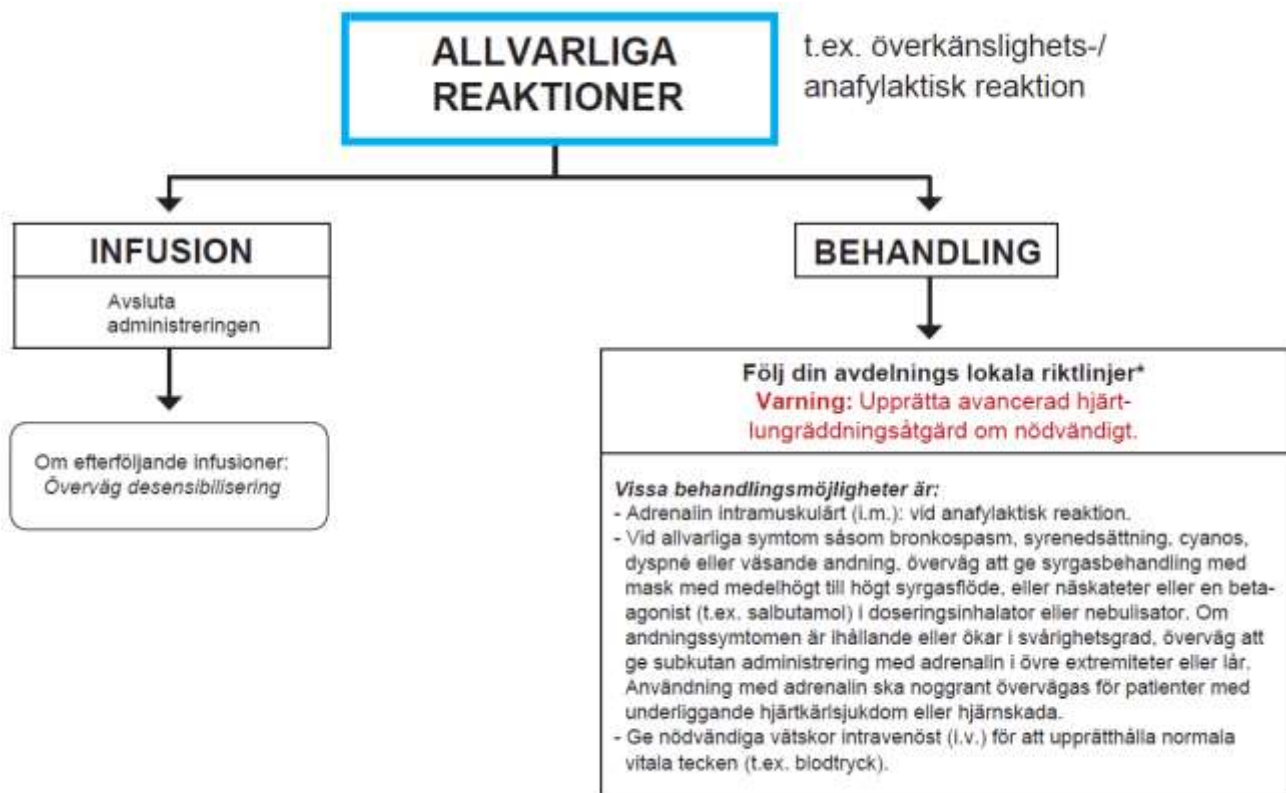 ALLVARLIGA
REAKTIONER
t.ex. överkänslighets-/
anafylaktisk reaktion
INFUSION
Avsluta
administreringen
Om efterföljande infusioner:
Överväg desensibilisering
BEHANDLING
Följ din avdelnings lokala riktlinjer*
Varning: Upprätta avancerad hjärt-
lungräddningsåtgärd om nödvändigt.
Vissa behandlingsmöjligheter är:
- Adrenalin intramuskulärt (i.m.): vid anafylaktisk reaktion.
- Vid allvarliga symtom såsom bronkospasm, syrenedsättning, cyanos,
dyspné eller väsande andning, överväg att ge syrgasbehandling med
mask med medelhögt till högt syrgasflöde, eller näskateter eller en beta-
agonist (t.ex. salbutamol) i doseringsinhalator eller nebulisator. Om
andningssymtomen är ihållande eller ökar i svårighetsgrad, överväg att
ge subkutan administrering med adrenalin i övre extremiteter eller lår.
Användning med adrenalin ska noggrant övervägas för patienter med
underliggande hjärtkärlsjukdom eller hjärnskada.
- Ge nödvändiga vätskor intravenöst (i.v.) för att upprätthålla normala
vitala tecken (t.ex. blodtryck).